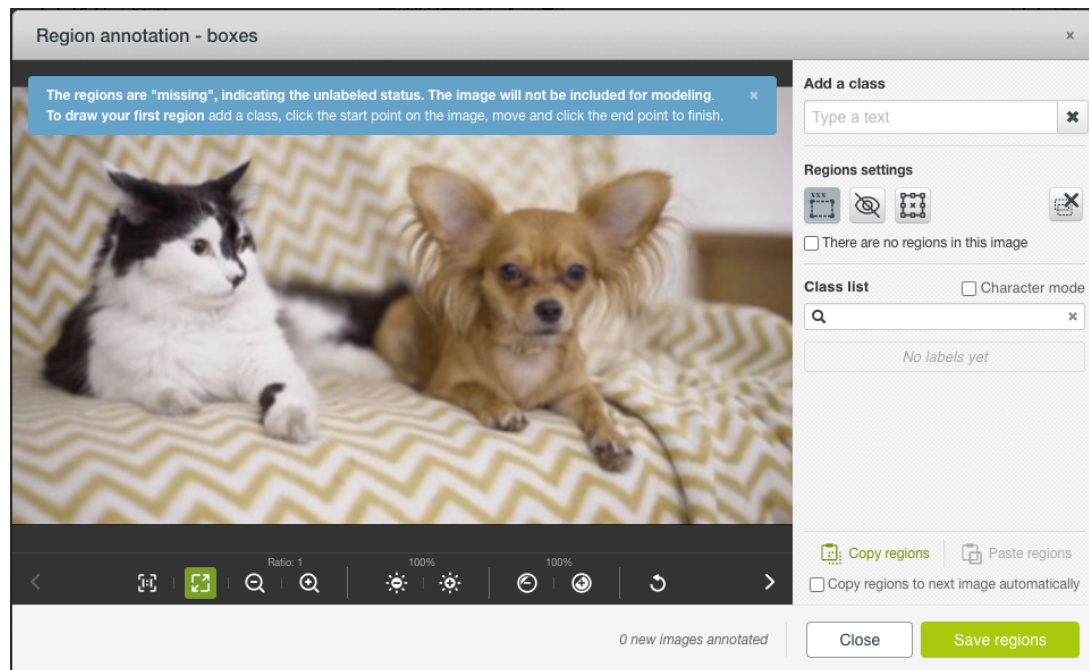 Region annotation - boxes
The regions are "missing", indicating the unlabeled status. The image will not be included for modeling.
To draw your first region add a class, click the start point on the image, move and click the end point to finish.
Add a class
Type a text
Regions settings
xxx
There are no regions in this image
Class list
Character mode
No labels yet
Copy regions
Paste regions
Copy regions to next image automatically
Ratio: 1
100%
100%
0 new images annotated
Close
Save regions